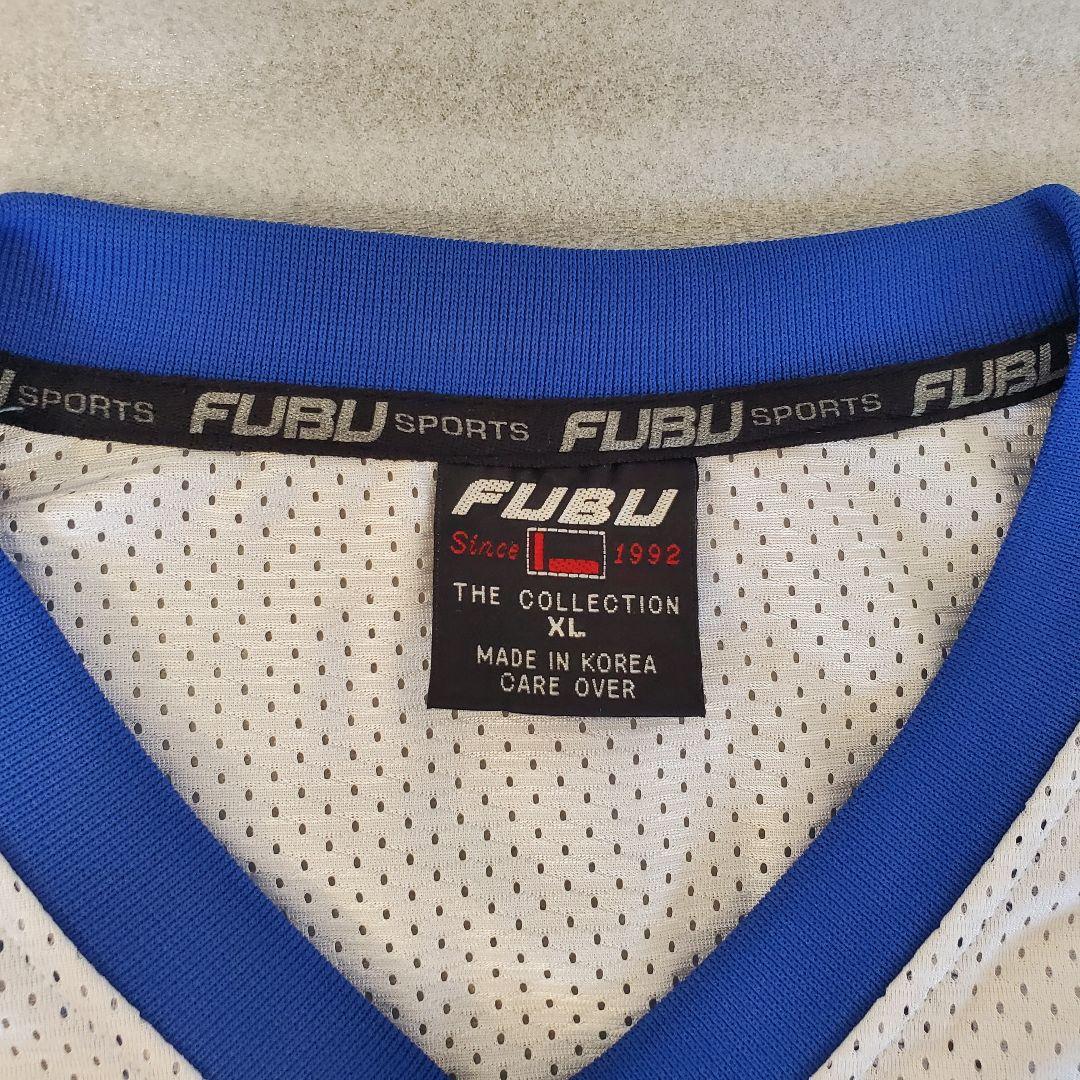 SPORTS FUBU SPORTS FUBU SPORTS FUBU
FUBU
Since 1992
THE COLLECTION
XL
MADE IN KOREA
CARE OVER